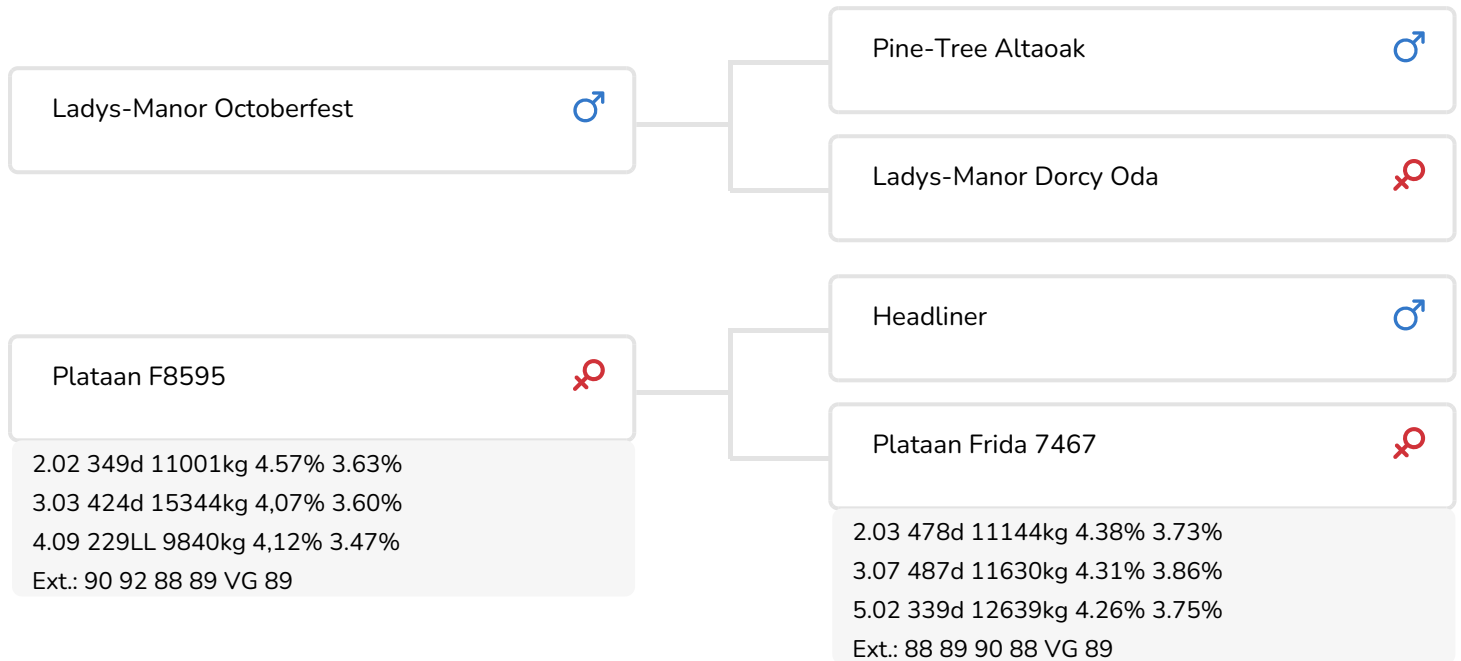 Pine-Tree Altaoak
Ladys-Manor Octoberfest
Ladys-Manor Dorcy Oda
Headliner
Plataan F8595
2.02 349d 11001kg 4.57% 3.63%
3.03 424d 15344kg 4,07% 3.60%
4.09 229LL 9840kg 4,12% 3.47%
Ext.: 90 92 88 89 VG 89
Plataan Frida 7467
2.03 478d 11144kg 4.38% 3.73%
3.07 487d 11630kg 4.31% 3.86%
5.02 339d 12639kg 4.26% 3.75%
Ext.: 88 89 90 88 VG 89